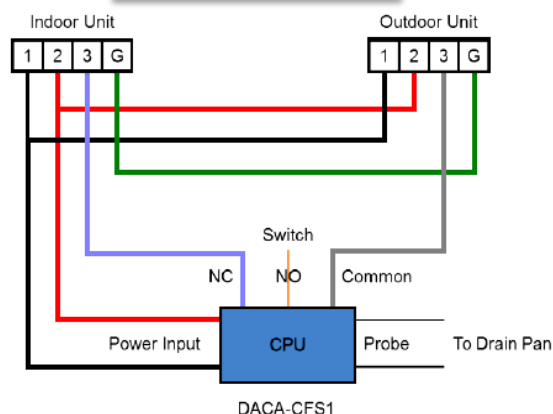 Indoor Unit
Outdoor Unit
1 2 3 G
1 2 3 G
Switch
NC
NO
Common
Power Input
CPU
Probe
To Drain Pan
DACA-CFS1